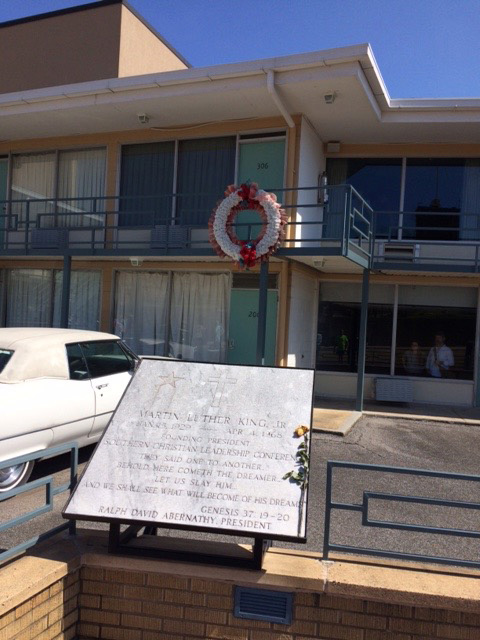 306
MARTIN LUTHER KING, JR.
JAN. 15, 1929 APR. 4, 1968
FOUNDING PRESIDENT
SOUTHERN CHRISTIAN LEADERSHIP CONFERENCE
THEY SAID ONE TO ANOTHER,
BEHOLD, HERE COMETH THE DREAMER...
LET US SLAY HIM...
AND WE SHALL SEE WHAT WILL BECOME OF HIS DREAMS
GENESIS 37: 19-20
RALPH DAVID ABERNATHY, PRESIDENT